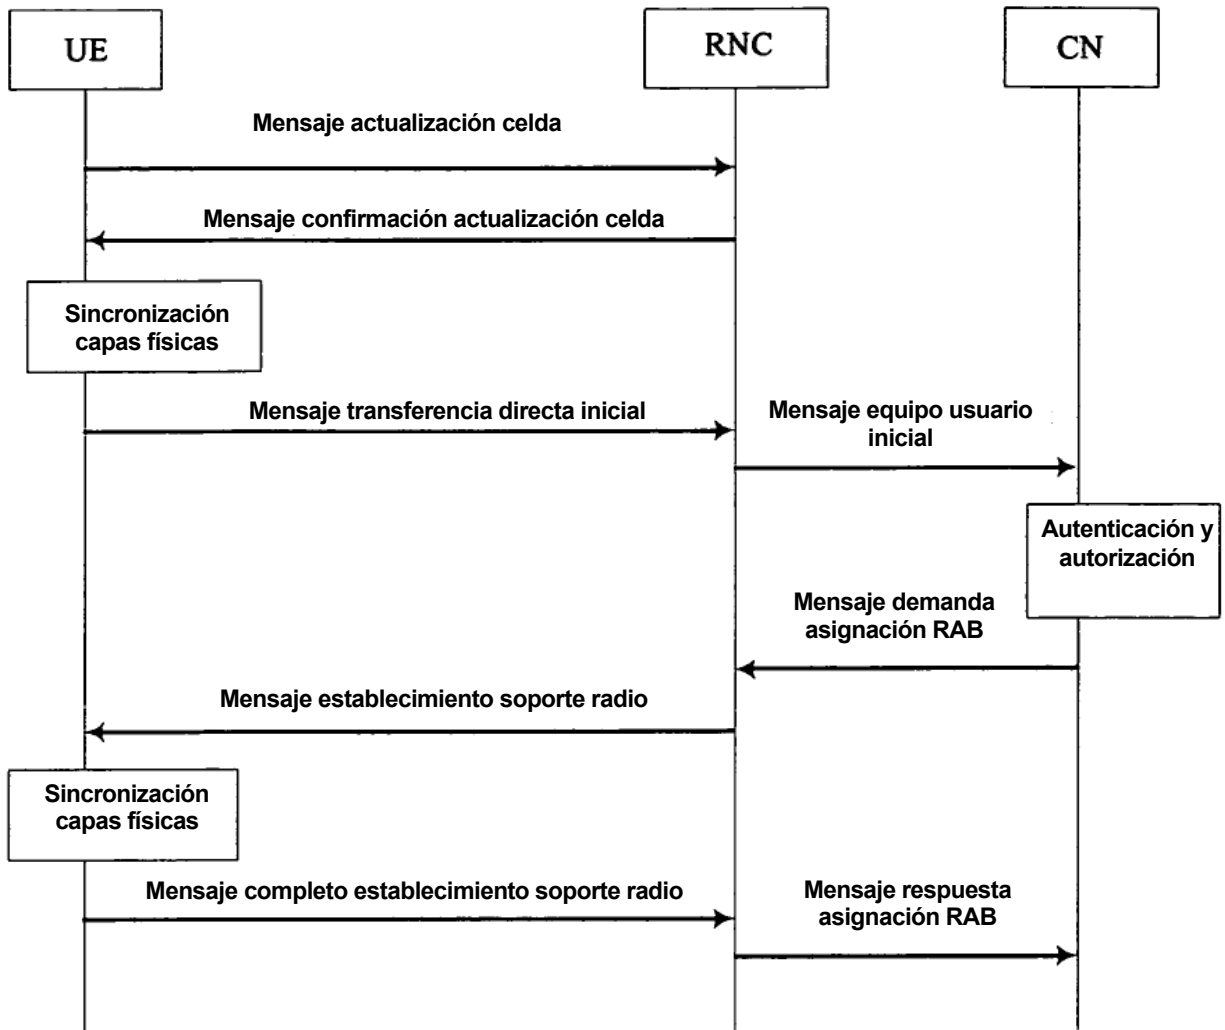 UE
RNC
CN
Mensaje actualización celda
Mensaje confirmación actualización celda
Sincronización
capas físicas
Mensaje transferencia directa inicial
Mensaje equipo usuario
inicial
Autenticación y
autorización
Mensaje demanda
asignación RAB
Mensaje establecimiento soporte radio
Sincronización
capas físicas
Mensaje completo establecimiento soporte radio
Mensaje respuesta
asignación RAB